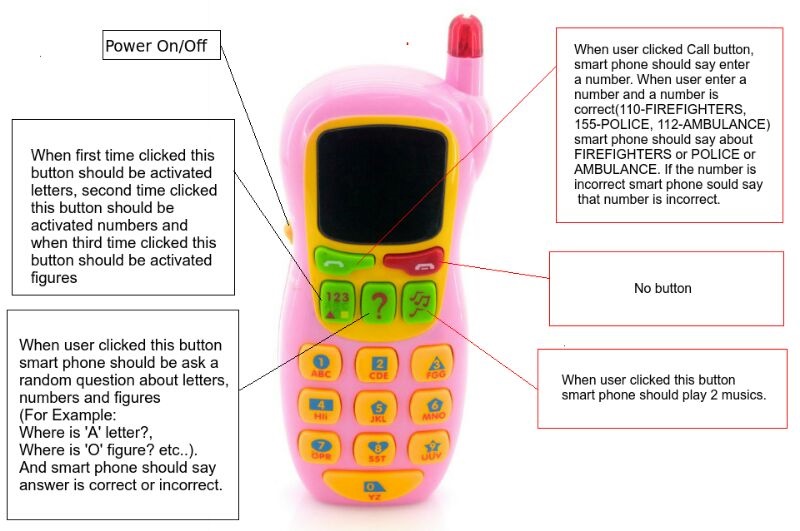 Power On/Off
When first time clicked this
button should be activated
letters, second time clicked
this button should be
activated numbers and
when third time clicked this
button should be activated
figures
When user clicked this button
smart phone should be ask a
random question about letters,
numbers and figures
(For Example:
Where is 'A' letter?,
Where is 'O' figure? etc..).
And smart phone should say
answer is correct or incorrect.
When user clicked Call button,
smart phone should say enter
a number. When user enter a
number and a number is
correct(110-FIREFIGHTERS,
155-POLICE, 112-AMBULANCE)
smart phone should say about
FIREFIGHTERS or POLICE or
AMBULANCE. If the number is
incorrect smart phone sould say
that number is incorrect.
No button
When user clicked this button
smart phone should play 2 musics.
123
?
1 2 3
ABC CDE FGG
4 5 6
HII JKL MNO
7 8 9
OPR SST UUV
0
YZ